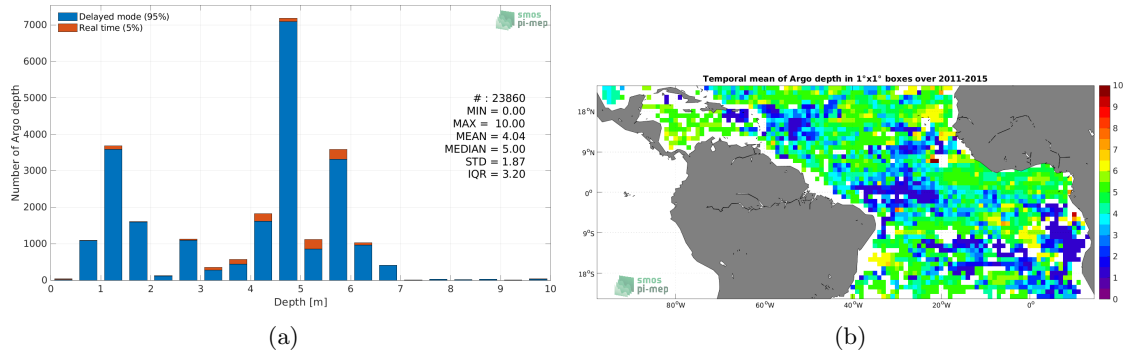 Delayed mode (95%)
Real time (5%)
smos
pi-mep
7000
6000
5000
4000
3000
2000
1000
0
Number of Argo depth
# : 23860
MIN = 0.00
MAX = 10.00
MEAN = 4.04
MEDIAN = 5.00
STD = 1.87
IQR = 3.20
0 1 2 3 4 5 6 7 8 9 10
Depth [m]
(a)
Temporal mean of Argo depth in 1°x1° boxes over 2011-2015
18°N
9°N
0°
9°S
18°S
smos
pi-mep
80°W 60°W 40°W 20°W 0°
10
9
8
7
6
5
4
3
2
1
0
(b)